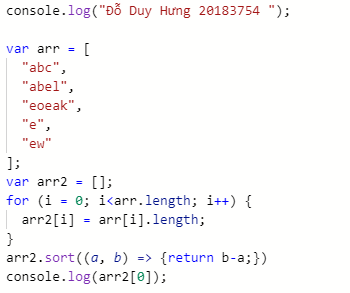 console.log("Đỗ Duy Hưng 20183754 ");
var arr = [
"abc",
"abel",
"eoeak",
"e",
"ew"
];
var arr2 = [];
for (i = 0; i<arr.length; i++) {
arr2[i] = arr[i].length;
}
arr2.sort((a, b) => {return b-a;})
console.log(arr2[0]);